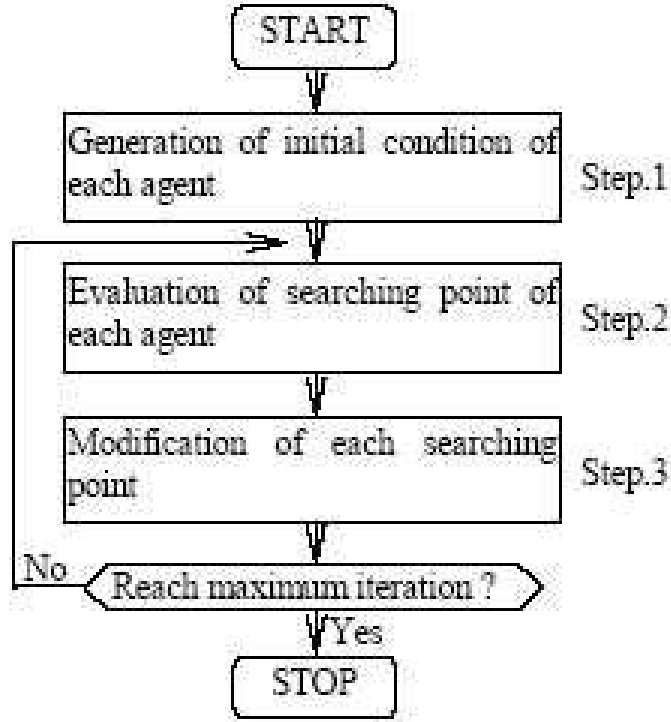 START
Generation of initial condition of
each agent
Step.1
Evaluation of searching point of
each agent
Step.2
Modification of each searching
point
Step.3
No
Reach maximum iteration ?
Yes
STOP